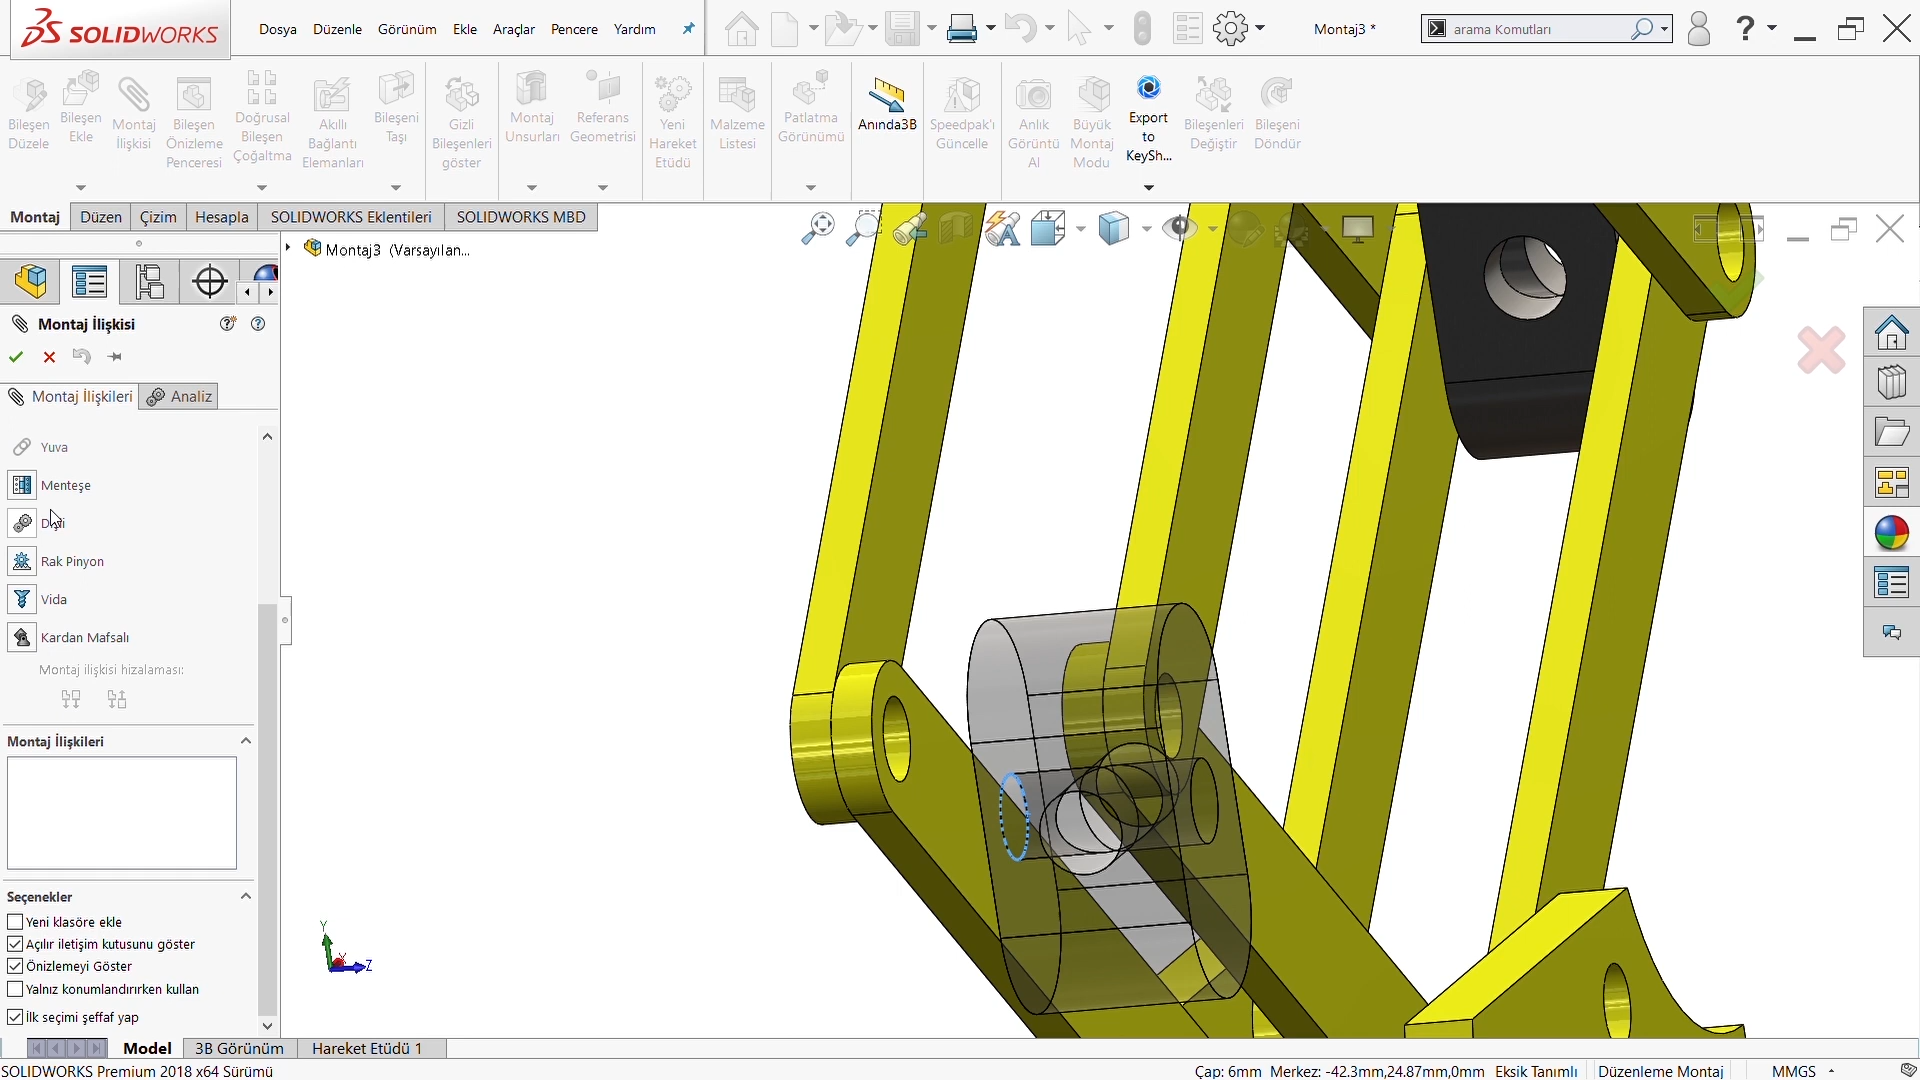 SOLIDWORKS
Dosya Düzenle Görünüm Ekle Araçlar Pencere Yardım
Montaj3 *
arama Komutları
Bileşen Düzele
Bileşen Ekle
Montaj İlişkisi
Bileşen Önizleme Penceresi
Doğrusal Bileşen Çoğaltma
Akıllı Bağlantı Elemanları
Bileşeni Taşı
Gizli Bileşenleri göster
Montaj Unsurları
Referans Geometrisi
Yeni Hareket Etüdü
Malzeme Listesi
Patlatma Görünümü
Anında3B
Speedpak'ı Güncelle
Anlık Görüntü Al
Büyük Montaj Modu
Export to KeySh...
Bileşenleri Değiştir
Bileşeni Döndür
Montaj Düzen Çizim Hesapla SOLIDWORKS Eklentileri SOLIDWORKS MBD
Montaj3 (Varsayılan...
Montaj İlişkisi
Montaj İlişkileri Analiz
Yuva
Menteşe
Rak Pinyon
Vida
Kardan Mafsalı
Montaj ilişkisi hizalaması:
Montaj İlişkileri
Seçenekler
Yeni klasöre ekle
Açılır iletişim kutusunu göster
Önizlemeyi Göster
Yalnız konumlandırırken kullan
İlk seçimi şeffaf yap
Y
Z
Model 3B Görünüm Hareket Etüdü 1
SOLIDWORKS Premium 2018 x64 Sürümü
Çap: 6mm Merkez: -42.3mm,24.87mm,0mm Eksik Tanımlı Düzenleme Montaj MMGS